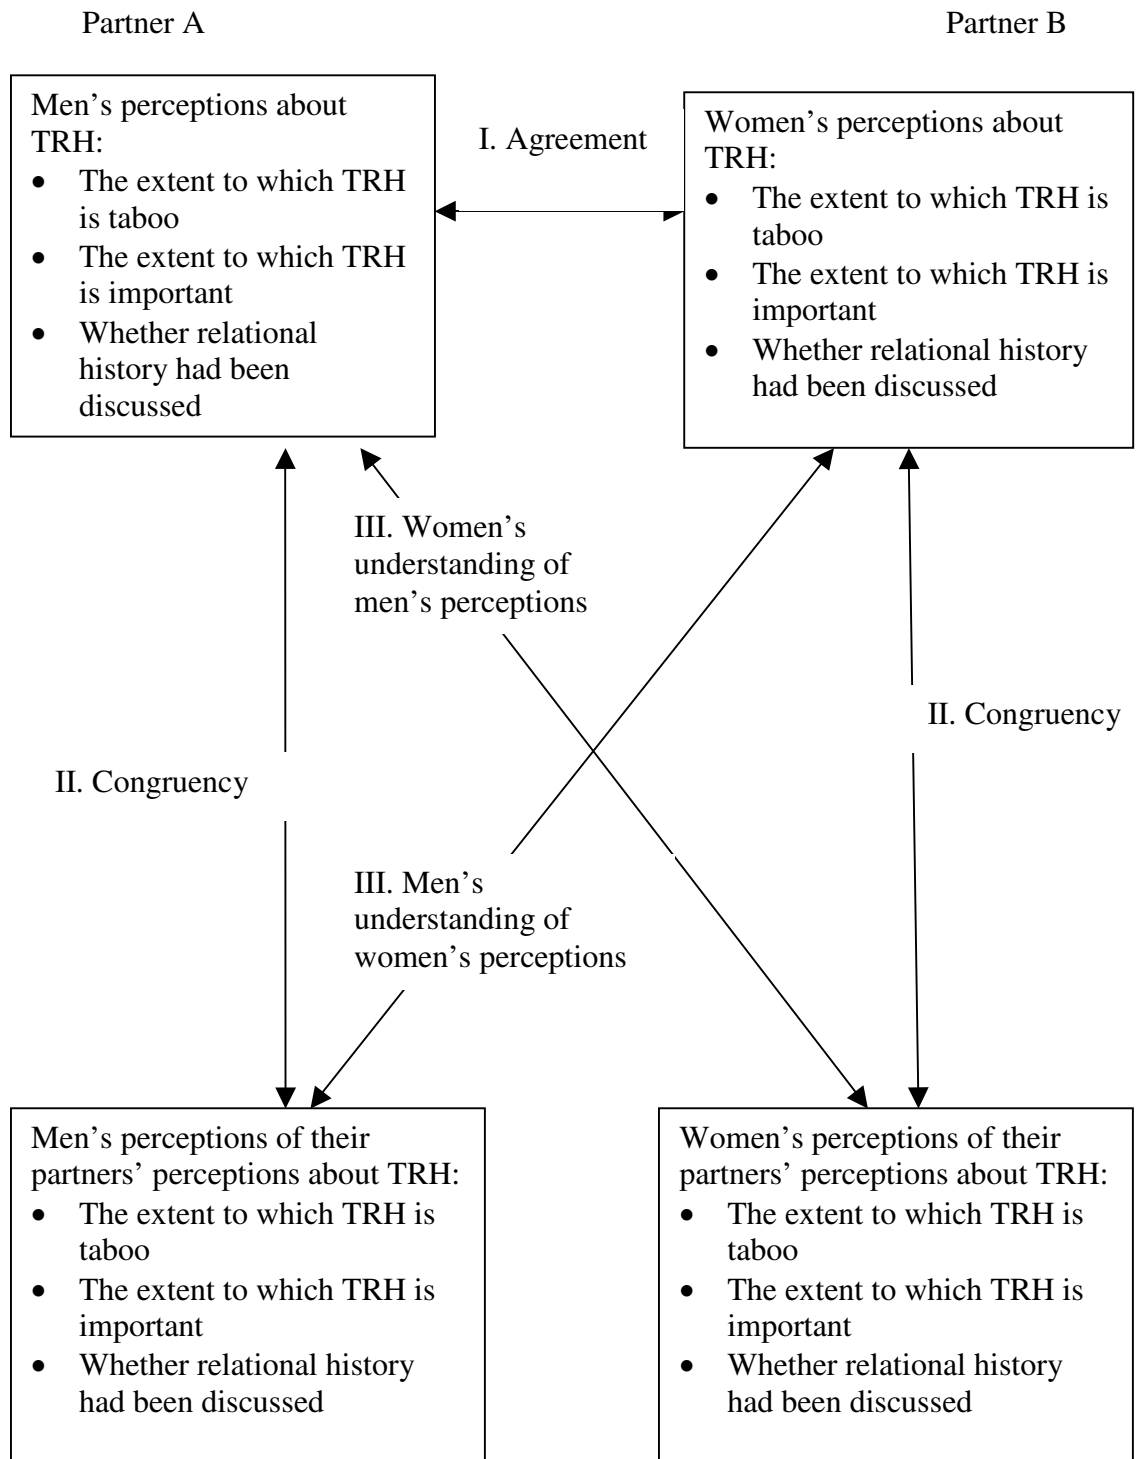 Partner A
Partner B
Men’s perceptions about
TRH:
• The extent to which TRH
is taboo
• The extent to which TRH
is important
• Whether relational
history had been
discussed
I. Agreement
Women’s perceptions about
TRH:
• The extent to which TRH is
taboo
• The extent to which TRH is
important
• Whether relational history
had been discussed
III. Women’s
understanding of
men’s perceptions
II. Congruency
II. Congruency
III. Men’s
understanding of
women’s perceptions
Men’s perceptions of their
partners’ perceptions about TRH:
• The extent to which TRH is
taboo
• The extent to which TRH is
important
• Whether relational history
had been discussed
Women’s perceptions of their
partners’ perceptions about TRH:
• The extent to which TRH is
taboo
• The extent to which TRH is
important
• Whether relational history
had been discussed